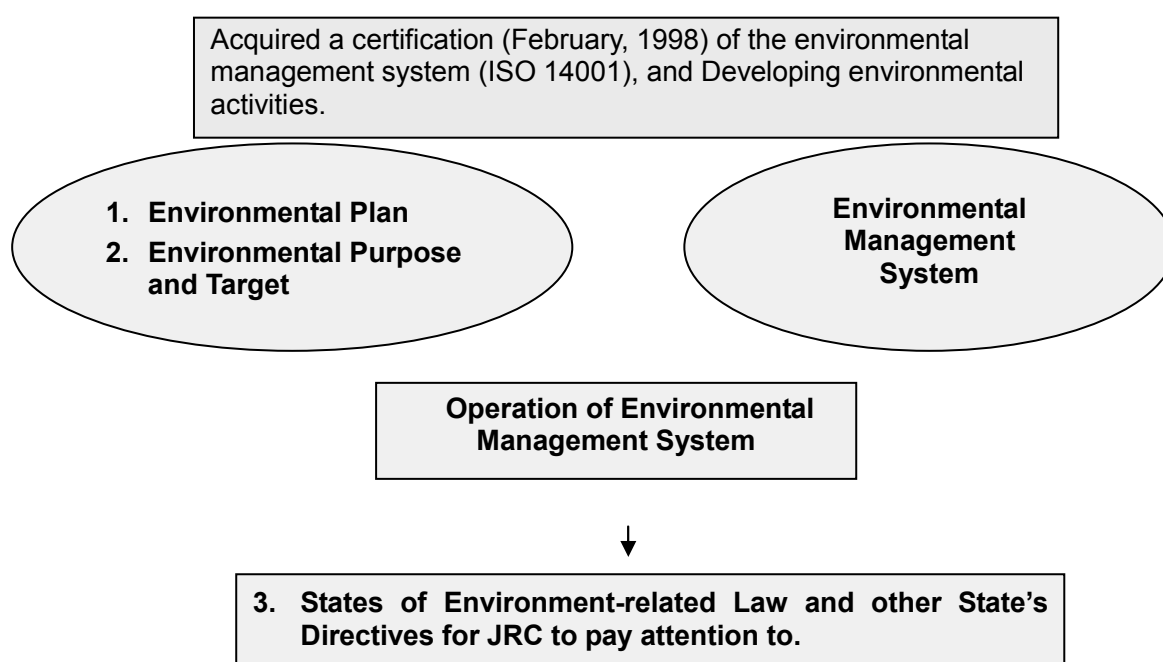 Acquired a certification (February, 1998) of the environmental
management system (ISO 14001), and Developing environmental
activities.
1. Environmental Plan
2. Environmental Purpose
and Target
Environmental
Management
System
Operation of Environmental
Management System
3. States of Environment-related Law and other State's
Directives for JRC to pay attention to.